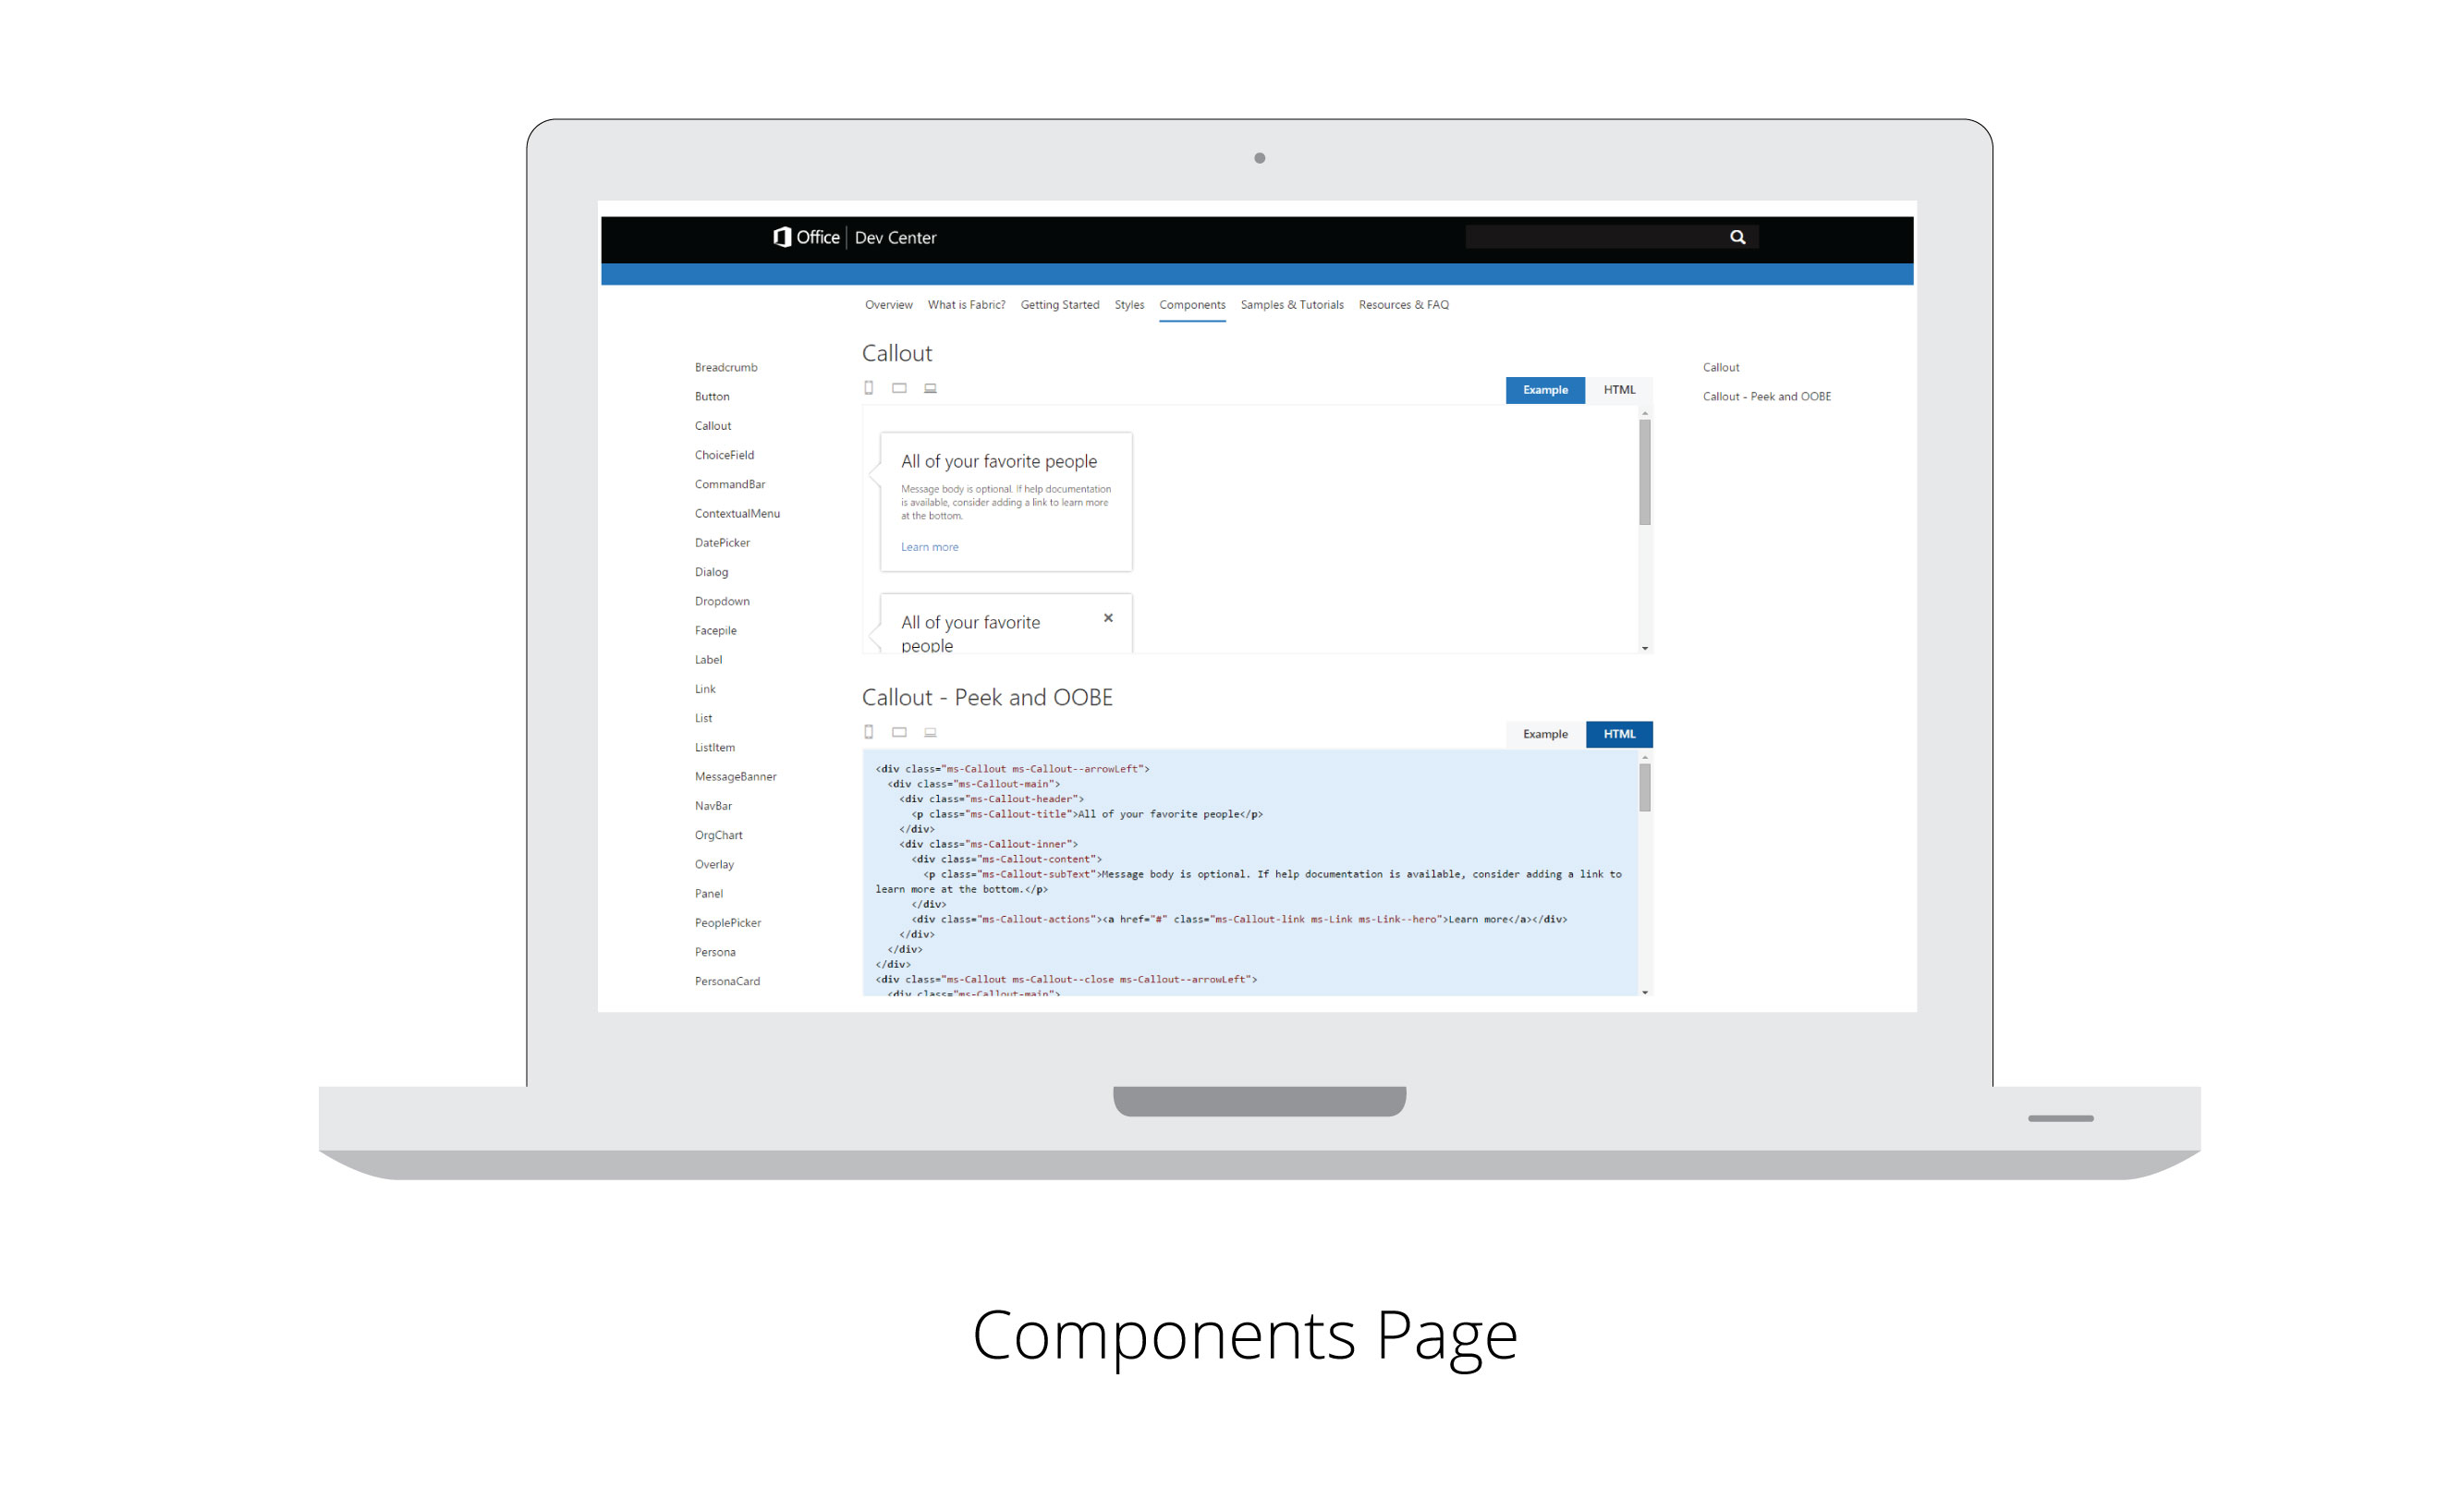 Office | Dev Center
Overview What is Fabric? Getting Started Styles Components Samples & Tutorials Resources & FAQ
Breadcrumb
Button
Callout
ChoiceField
CommandBar
ContextualMenu
DatePicker
Dialog
Dropdown
Facepile
Label
Link
List
ListItem
MessageBanner
NavBar
OrgChart
Overlay
Panel
PeoplePicker
Persona
PersonaCard
Callout
Example HTML
All of your favorite people
Message body is optional. If help documentation
is available, consider adding a link to learn more
at the bottom.
Learn more
All of your favorite
people
Callout - Peek and OOBE
Example HTML
<div class="ms-Callout ms-Callout--arrowLeft">
<div class="ms-Callout-main">
<div class="ms-Callout-header">
<p class="ms-Callout-title">All of your favorite people</p>
</div>
<div class="ms-Callout-inner">
<div class="ms-Callout-content">
<p class="ms-Callout-subText">Message body is optional. If help documentation is available, consider adding a link to
learn more at the bottom.</p>
</div>
<div class="ms-Callout-actions"><a href="#" class="ms-Callout-link ms-Link ms-Link--hero">Learn more</a></div>
</div>
</div>
</div>
<div class="ms-Callout ms-Callout--close ms-Callout--arrowLeft">
<div class="ms-Callout-main">
Callout
Callout - Peek and OOBE
Components Page